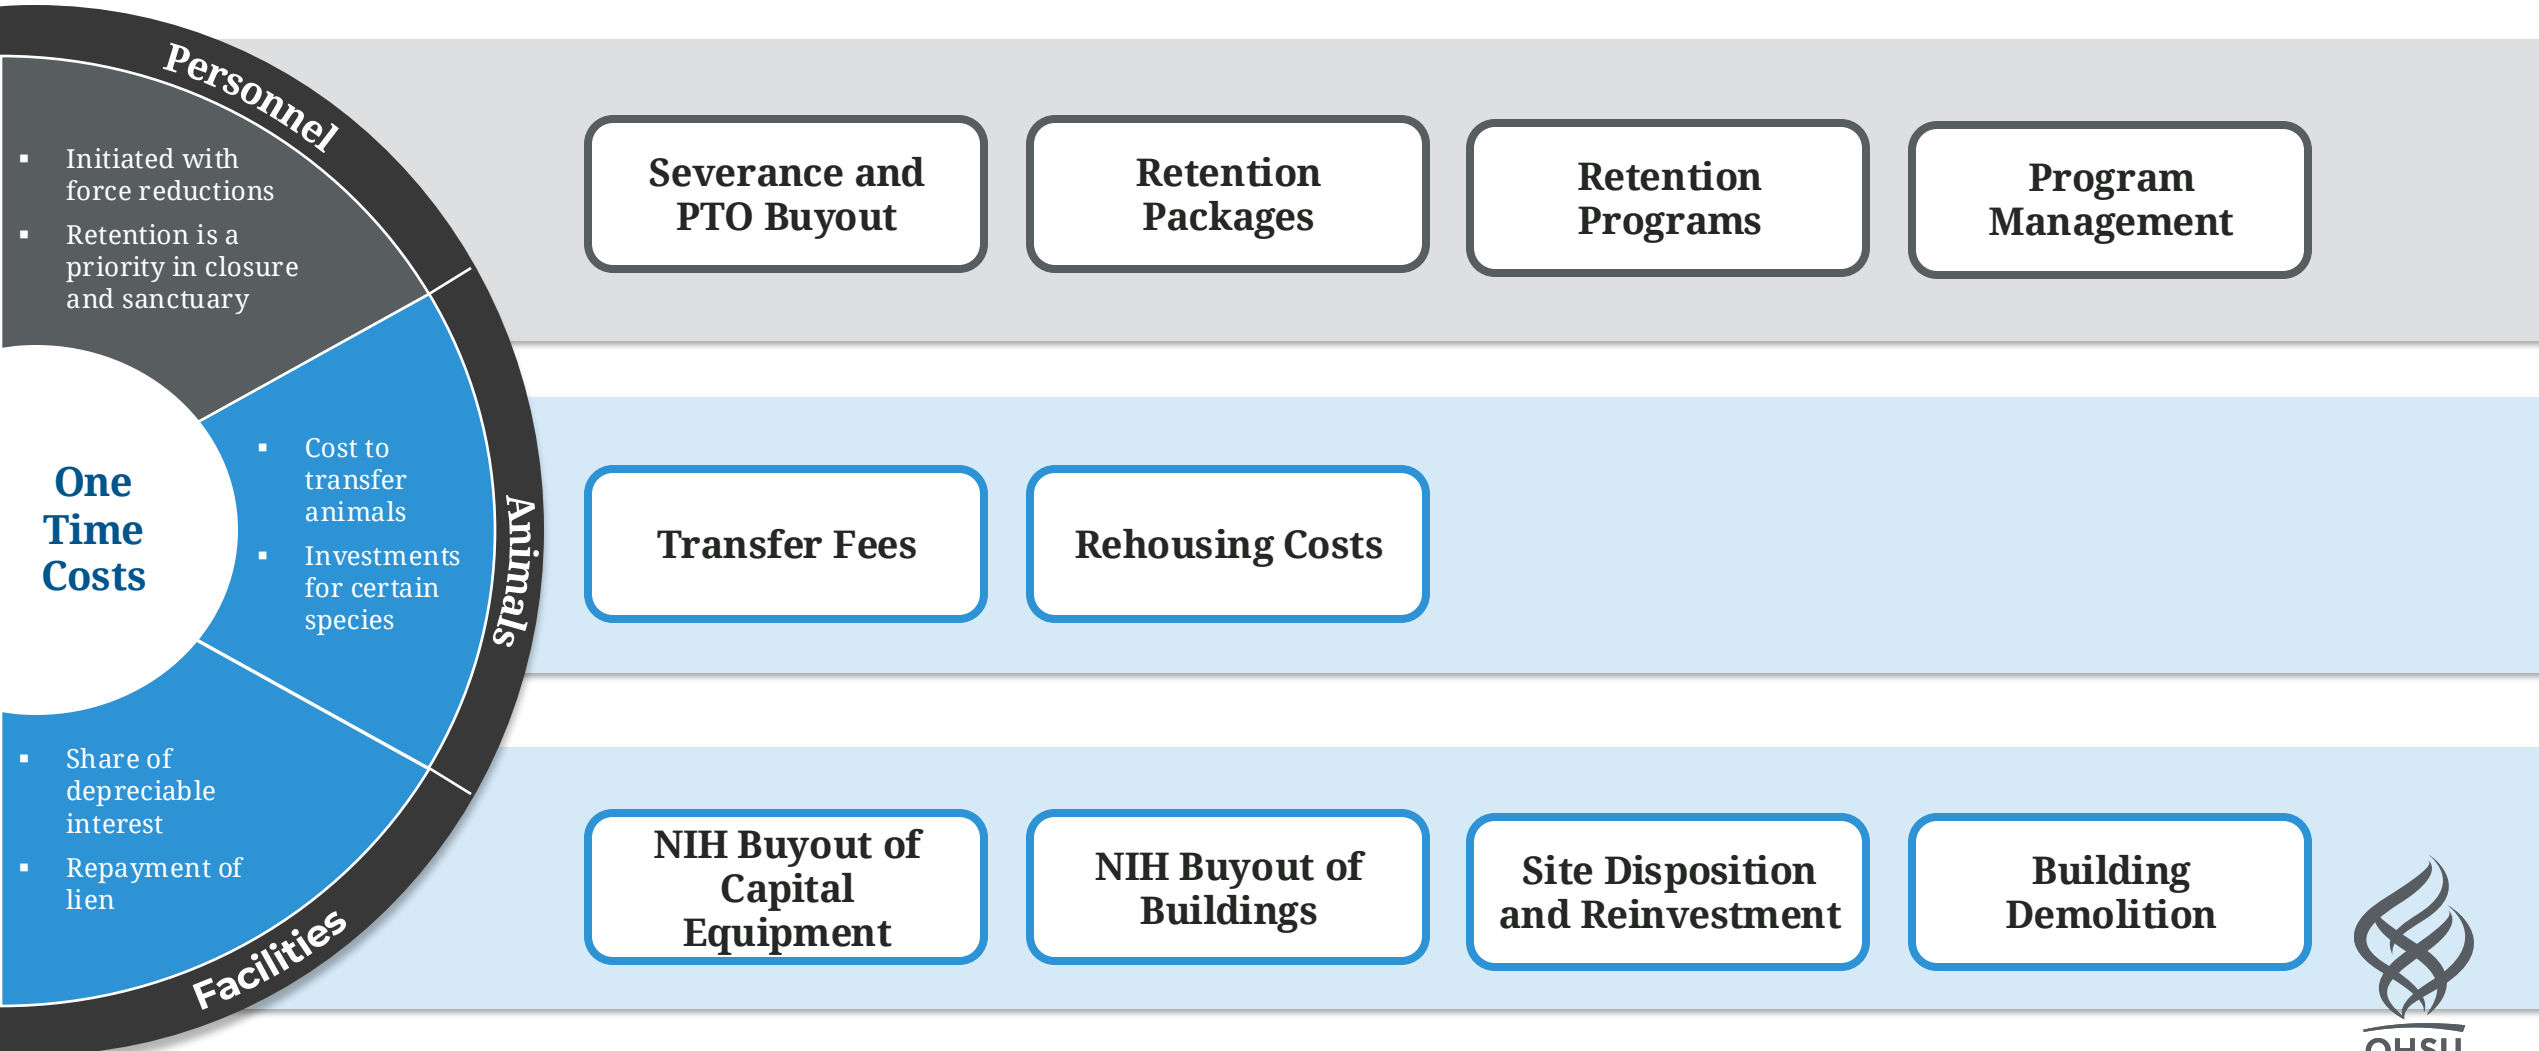 Personnel
▪ Initiated with
force reductions
▪ Retention is a
priority in closure
and sanctuary
Severance and
PTO Buyout
Retention
Packages
Retention
Programs
Program
Management
One
Time
Costs
Animals
▪ Cost to
transfer
animals
▪ Investments
for certain
species
Transfer Fees
Rehousing Costs
Facilities
▪ Share of
depreciable
interest
▪ Repayment of
lien
NIH Buyout of
Capital
Equipment
NIH Buyout of
Buildings
Site Disposition
and Reinvestment
Building
Demolition
OHSU